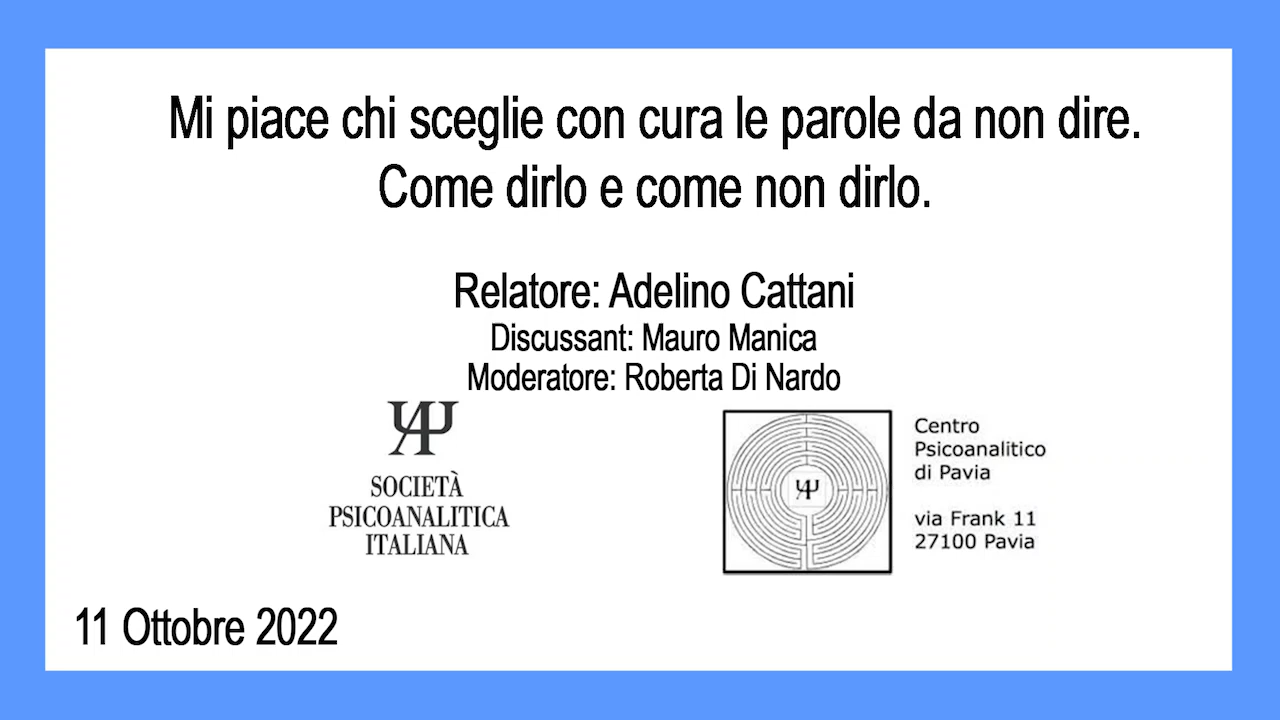 Mi piace chi sceglie con cura le parole da non dire.
Come dirlo e come non dirlo.
Relatore: Adelino Cattani
Discussant: Mauro Manica
Moderatore: Roberta Di Nardo
SOCIETÀ
PSICOANALITICA
ITALIANA
Centro
Psicoanalitico
di Pavia
via Frank 11
27100 Pavia
11 Ottobre 2022